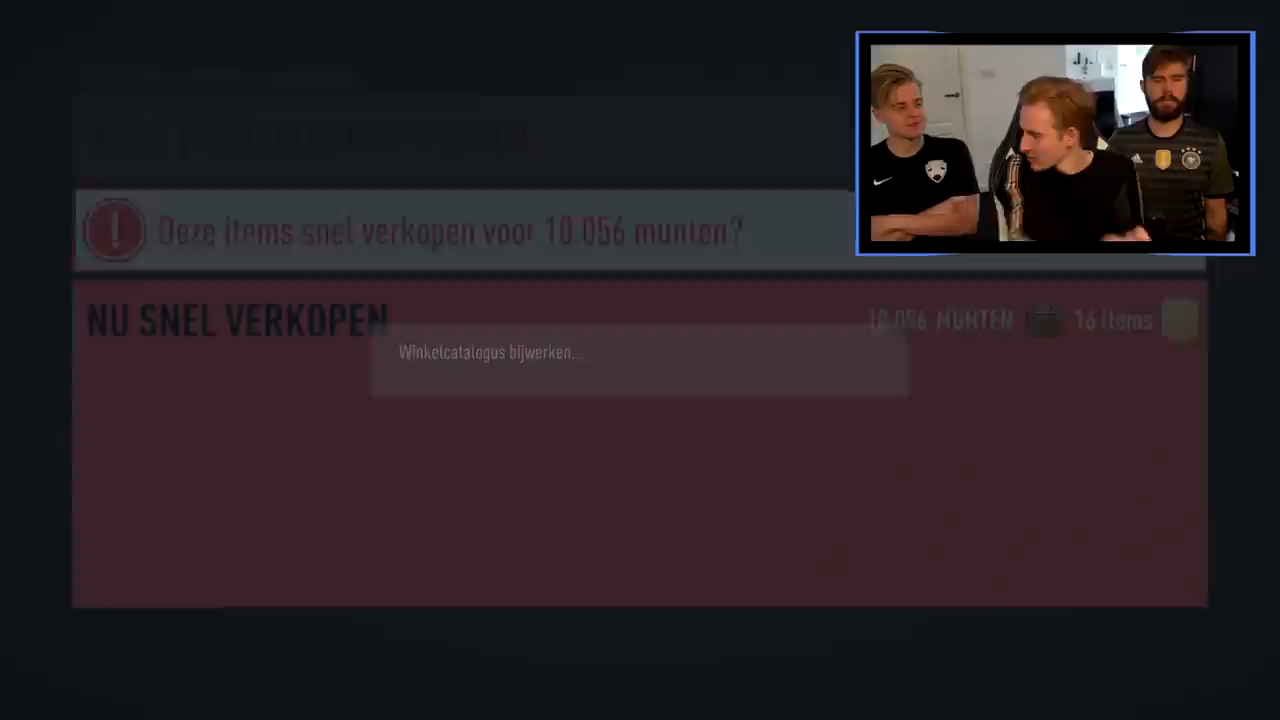 Deze items snel verkopen voor 10.056 munten?
NU SNEL VERKOPEN
10.056 MUNTEN 16 items
Winkelcatalogus bijwerken...